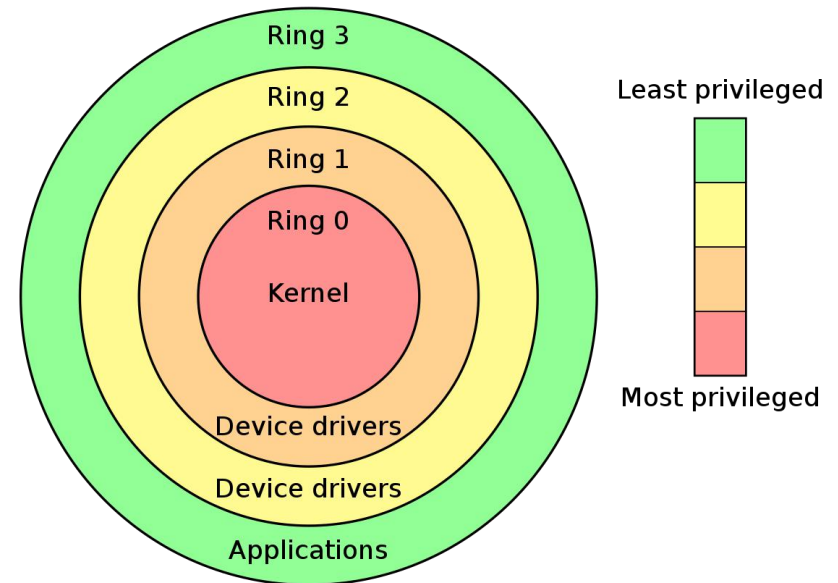 Ring 3
Ring 2
Ring 1
Ring 0
Kernel
Device drivers
Device drivers
Applications
Least privileged
Most privileged